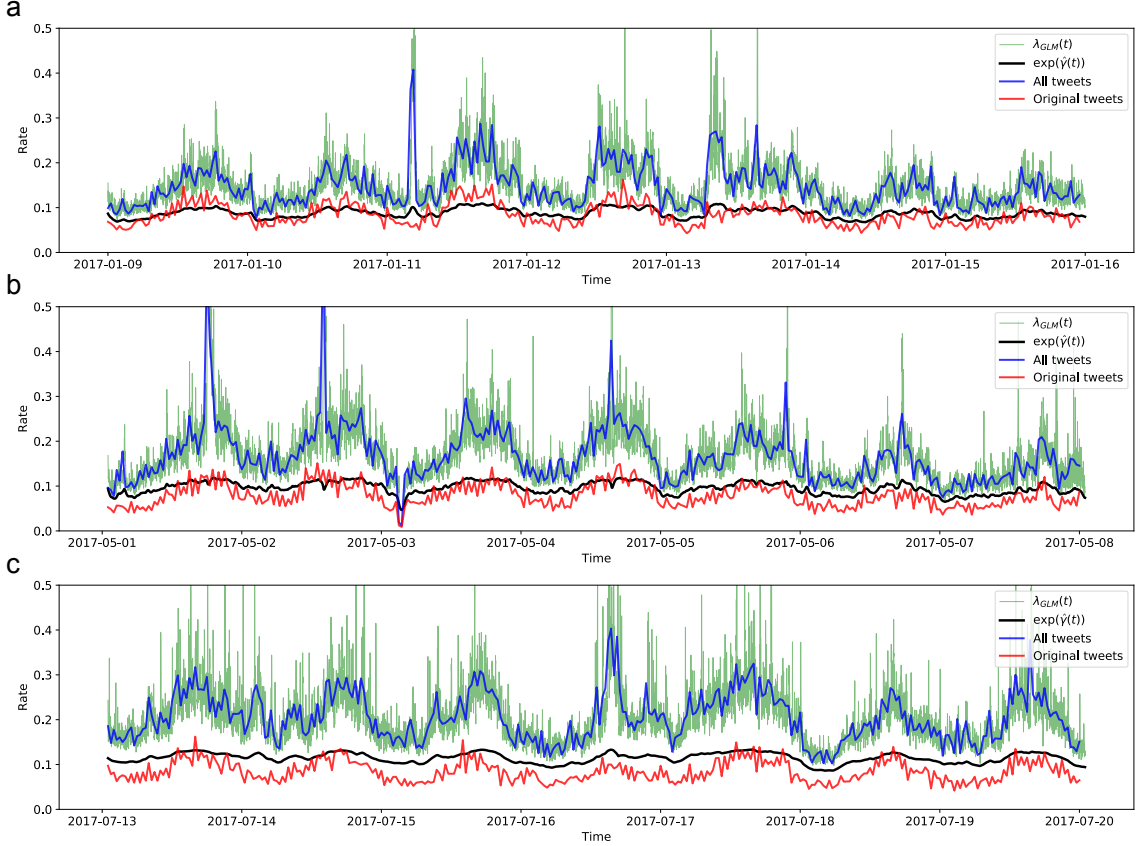 a
0.5
0.4
0.3
0.2
0.1
0.0
Rate
λGLM(t)
exp(γ̂(t))
All tweets
Original tweets
2017-01-09 2017-01-10 2017-01-11 2017-01-12 2017-01-13 2017-01-14 2017-01-15 2017-01-16
Time
b
0.5
0.4
0.3
0.2
0.1
0.0
Rate
λGLM(t)
exp(γ̂(t))
All tweets
Original tweets
2017-05-01 2017-05-02 2017-05-03 2017-05-04 2017-05-05 2017-05-06 2017-05-07 2017-05-08
Time
c
0.5
0.4
0.3
0.2
0.1
0.0
Rate
λGLM(t)
exp(γ̂(t))
All tweets
Original tweets
2017-07-13 2017-07-14 2017-07-15 2017-07-16 2017-07-17 2017-07-18 2017-07-19 2017-07-20
Time